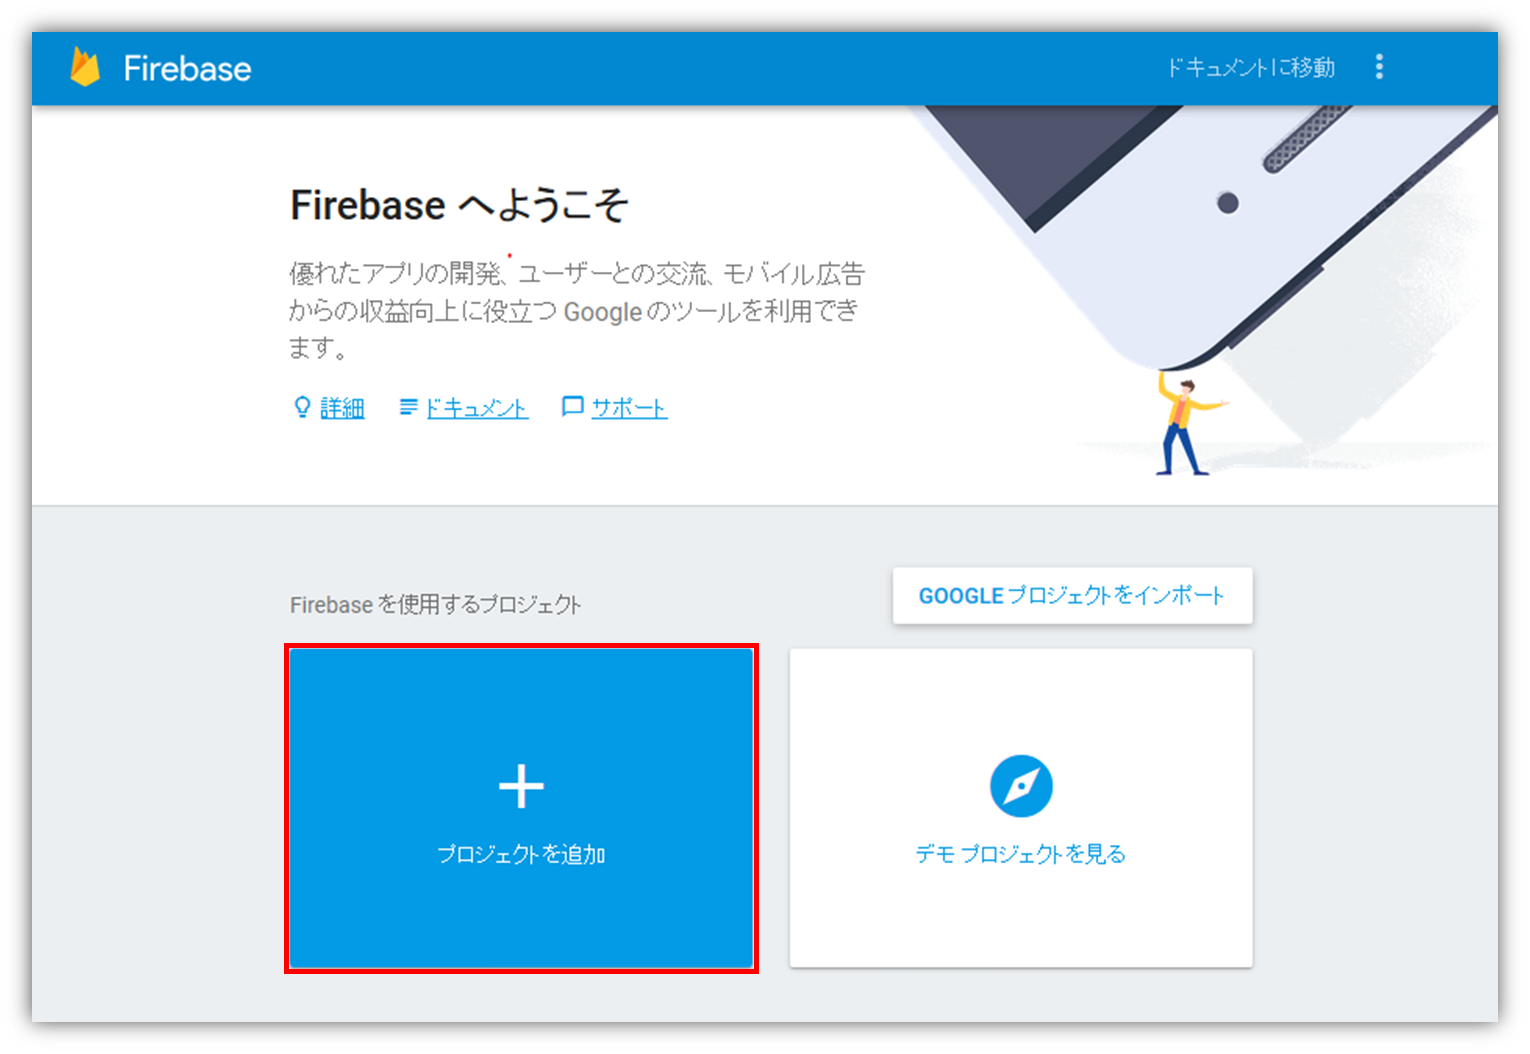 Firebase
ドキュメントに移動
Firebase へようこそ
優れたアプリの開発、ユーザーとの交流、モバイル広告
からの収益向上に役立つ Google のツールを利用でき
ます。
詳細 ドキュメント サポート
Firebase を使用するプロジェクト
GOOGLE プロジェクトをインポート
プロジェクトを追加
デモ プロジェクトを見る